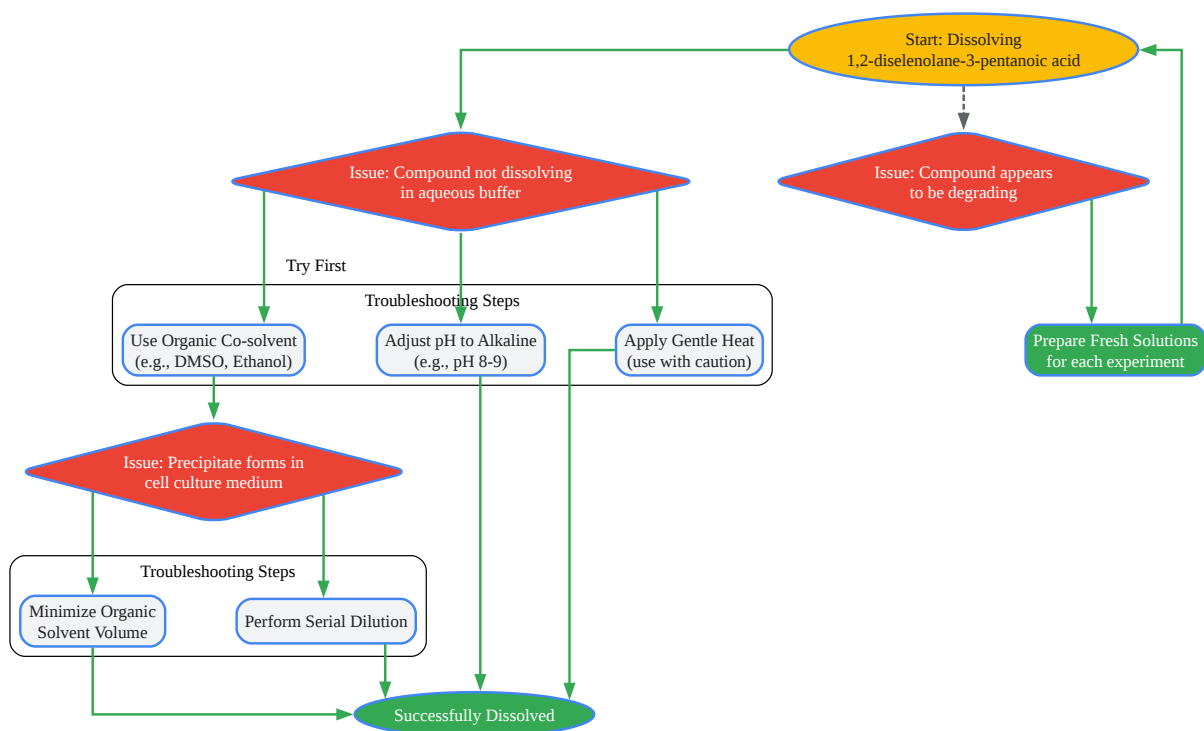 Start: Dissolving
1,2-diselenolane-3-pentanoic acid
Issue: Compound not dissolving
in aqueous buffer
Issue: Compound appears
to be degrading
Try First
Troubleshooting Steps
Use Organic Co-solvent
(e.g., DMSO, Ethanol)
Adjust pH to Alkaline
(e.g., pH 8-9)
Apply Gentle Heat
(use with caution)
Prepare Fresh Solutions
for each experiment
Issue: Precipitate forms in
cell culture medium
Troubleshooting Steps
Minimize Organic
Solvent Volume
Perform Serial Dilution
Successfully Dissolved